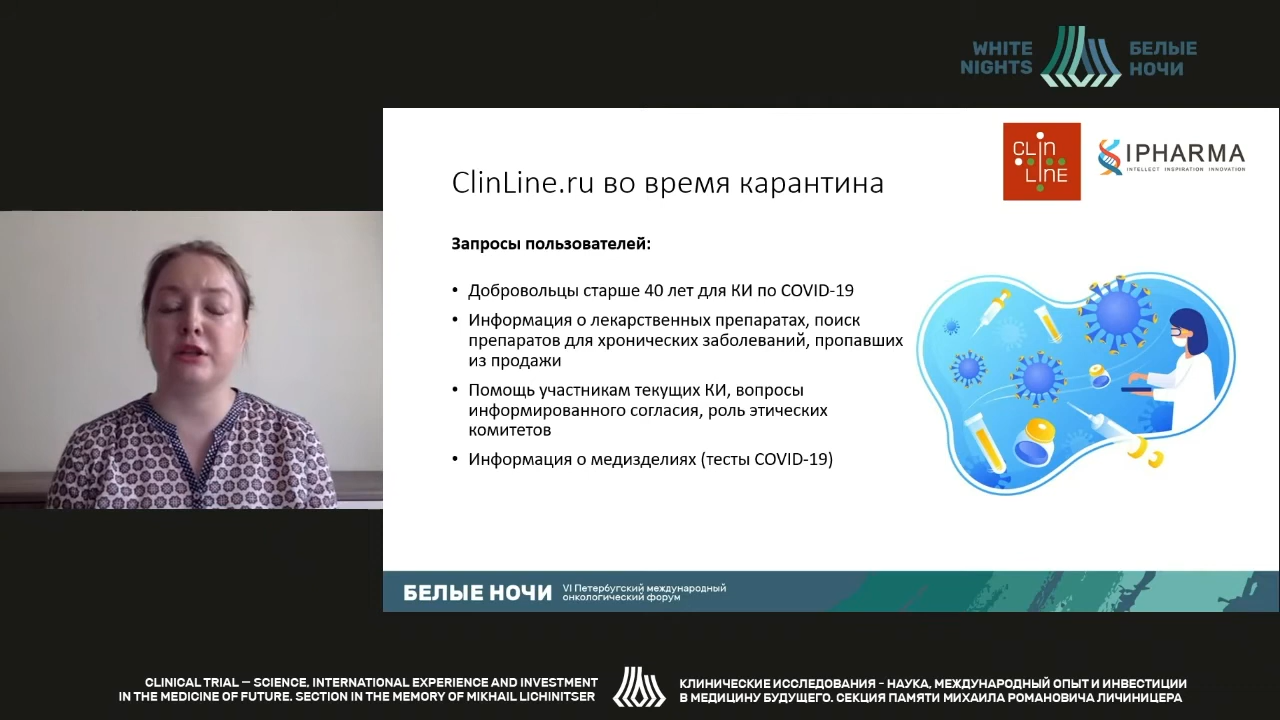 WHITE
NIGHTS
БЕЛЫЕ
НОЧИ
CLIN
LINE
IPHARMA
INTELLECT INSPIRATION INNOVATION
ClinLine.ru во время карантина
Запросы пользователей:
• Добровольцы старше 40 лет для КИ по COVID-19
• Информация о лекарственных препаратах, поиск
препаратов для хронических заболеваний, пропавших
из продажи
• Помощь участникам текущих КИ, вопросы
информированного согласия, роль этических
комитетов
• Информация о медизделиях (тесты COVID-19)
БЕЛЫЕ НОЧИ
VI Петербургский международный
онкологический форум
CLINICAL TRIAL – SCIENCE, INTERNATIONAL EXPERIENCE AND INVESTMENT
IN THE MEDICINE OF FUTURE. SECTION IN THE MEMORY OF MIKHAIL LICHINITSER
КЛИНИЧЕСКИЕ ИССЛЕДОВАНИЯ - НАУКА, МЕЖДУНАРОДНЫЙ ОПЫТ И ИНВЕСТИЦИИ
В МЕДИЦИНУ БУДУЩЕГО. СЕКЦИЯ ПАМЯТИ МИХАИЛА РОМАНОВИЧА ЛИЧИНИЦЕРА